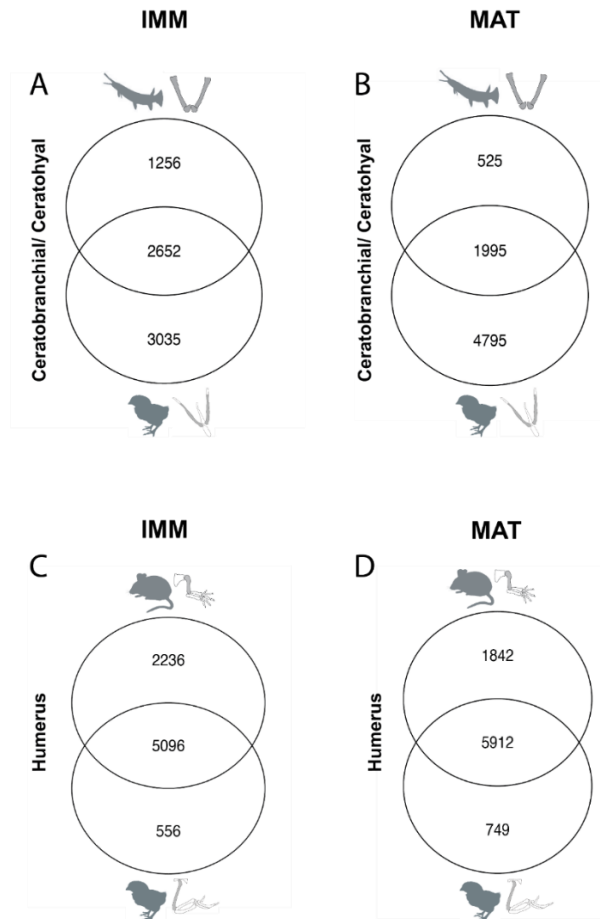 IMM
MAT
A
B
Ceratobranchial/ Ceratohyal
1256
2652
3035
Ceratobranchial/ Ceratohyal
525
1995
4795
IMM
MAT
C
D
Humerus
2236
5096
556
Humerus
1842
5912
749